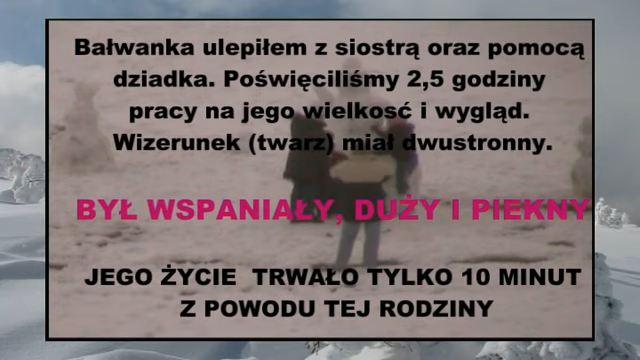 Bałwanka ulepiłem z siostrą oraz pomocą
dziadka. Poświęciliśmy 2,5 godziny
pracy na jego wielkosć i wygląd.
Wizerunek (twarz) miał dwustronny.
BYŁ WSPANIAŁY, DUŻY I PIEKNY
JEGO ŻYCIE TRWAŁO TYLKO 10 MINUT
Z POWODU TEJ RODZINY